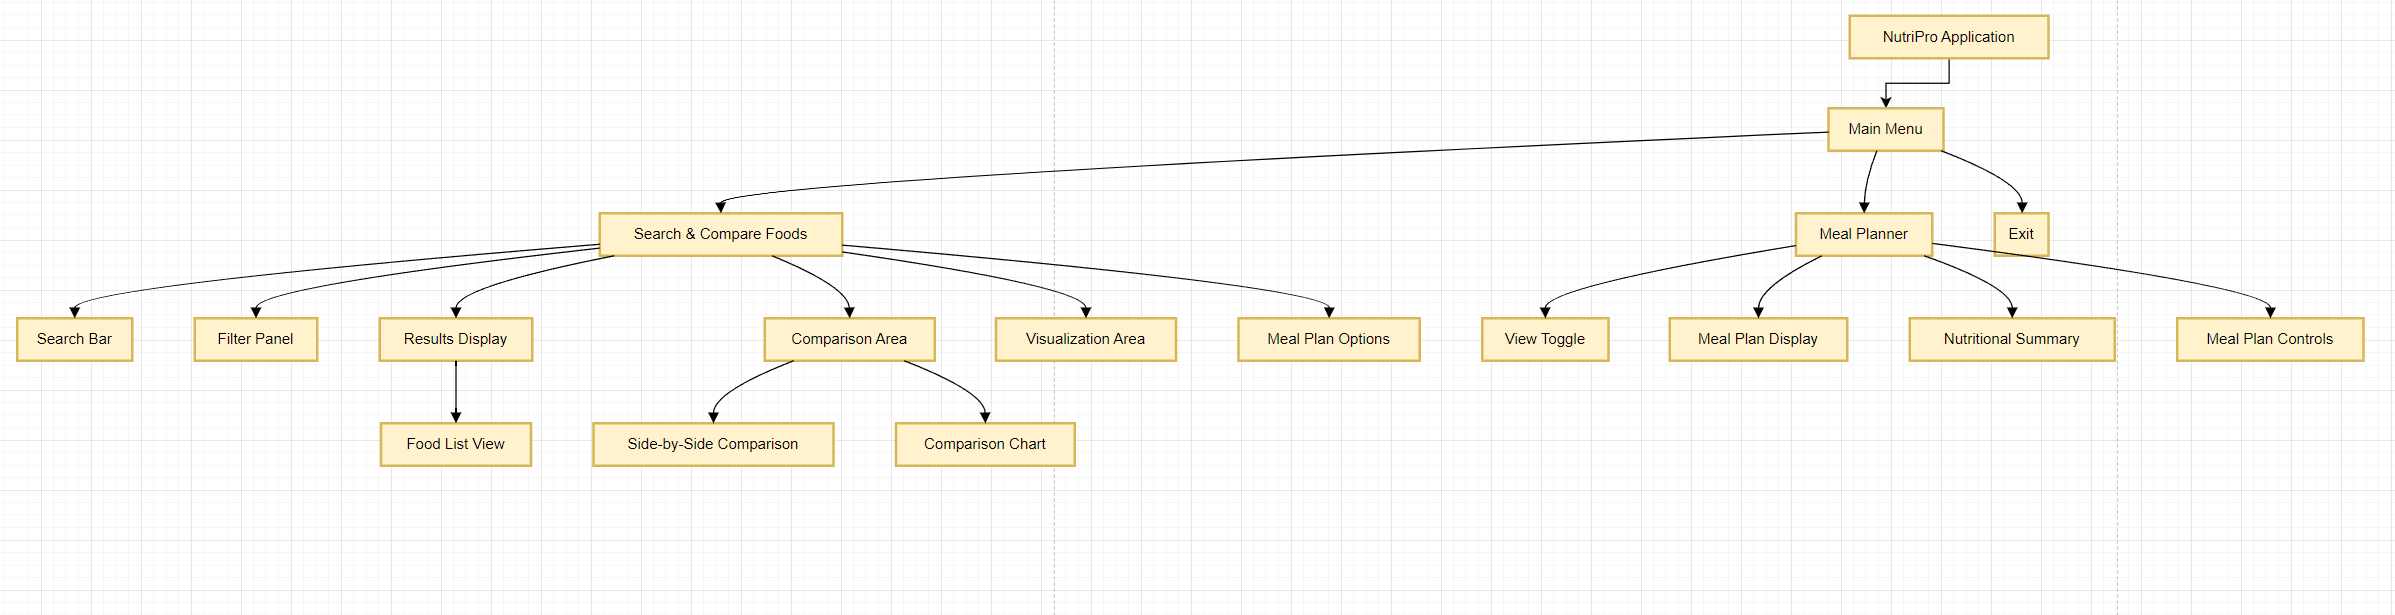 NutriPro Application
Main Menu
Search & Compare Foods
Meal Planner
Exit
Search Bar
Filter Panel
Results Display
Comparison Area
Visualization Area
Meal Plan Options
View Toggle
Meal Plan Display
Nutritional Summary
Meal Plan Controls
Food List View
Side-by-Side Comparison
Comparison Chart